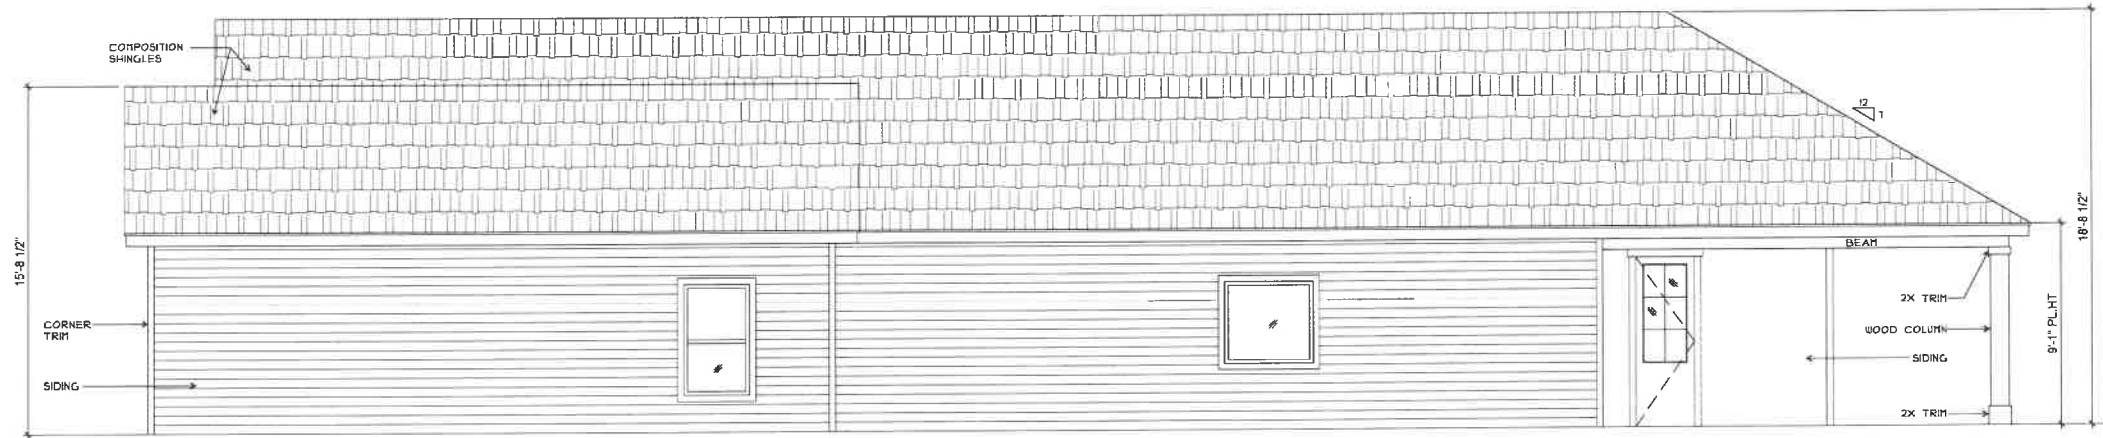 COMPOSITION
SHINGLES
12
7
15'-8 1/2"
18'-8 1/2"
BEAM
2X TRIM
9'-1" PL.HT
CORNER
TRIM
WOOD COLUMN
SIDING
SIDING
2X TRIM